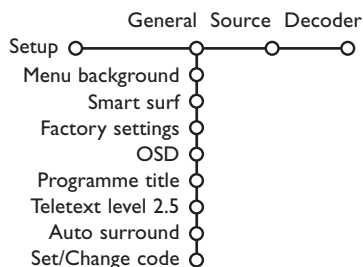 General Source Decoder
Setup
Menu background
Smart surf
Factory settings
OSD
Programme title
Teletext level 2.5
Auto surround
Set/Change code